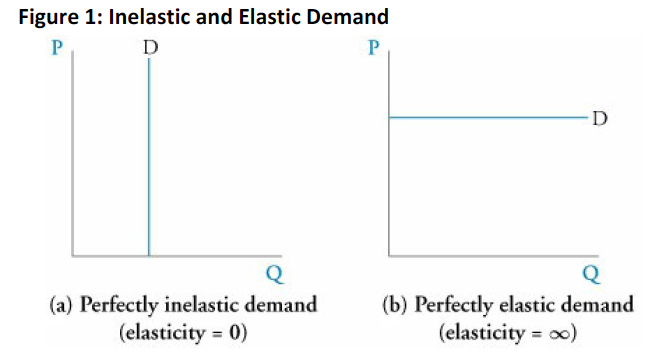 Figure 1: Inelastic and Elastic Demand
P
D
Q
(a) Perfectly inelastic demand
(elasticity = 0)
P
D
Q
(b) Perfectly elastic demand
(elasticity = ∞)